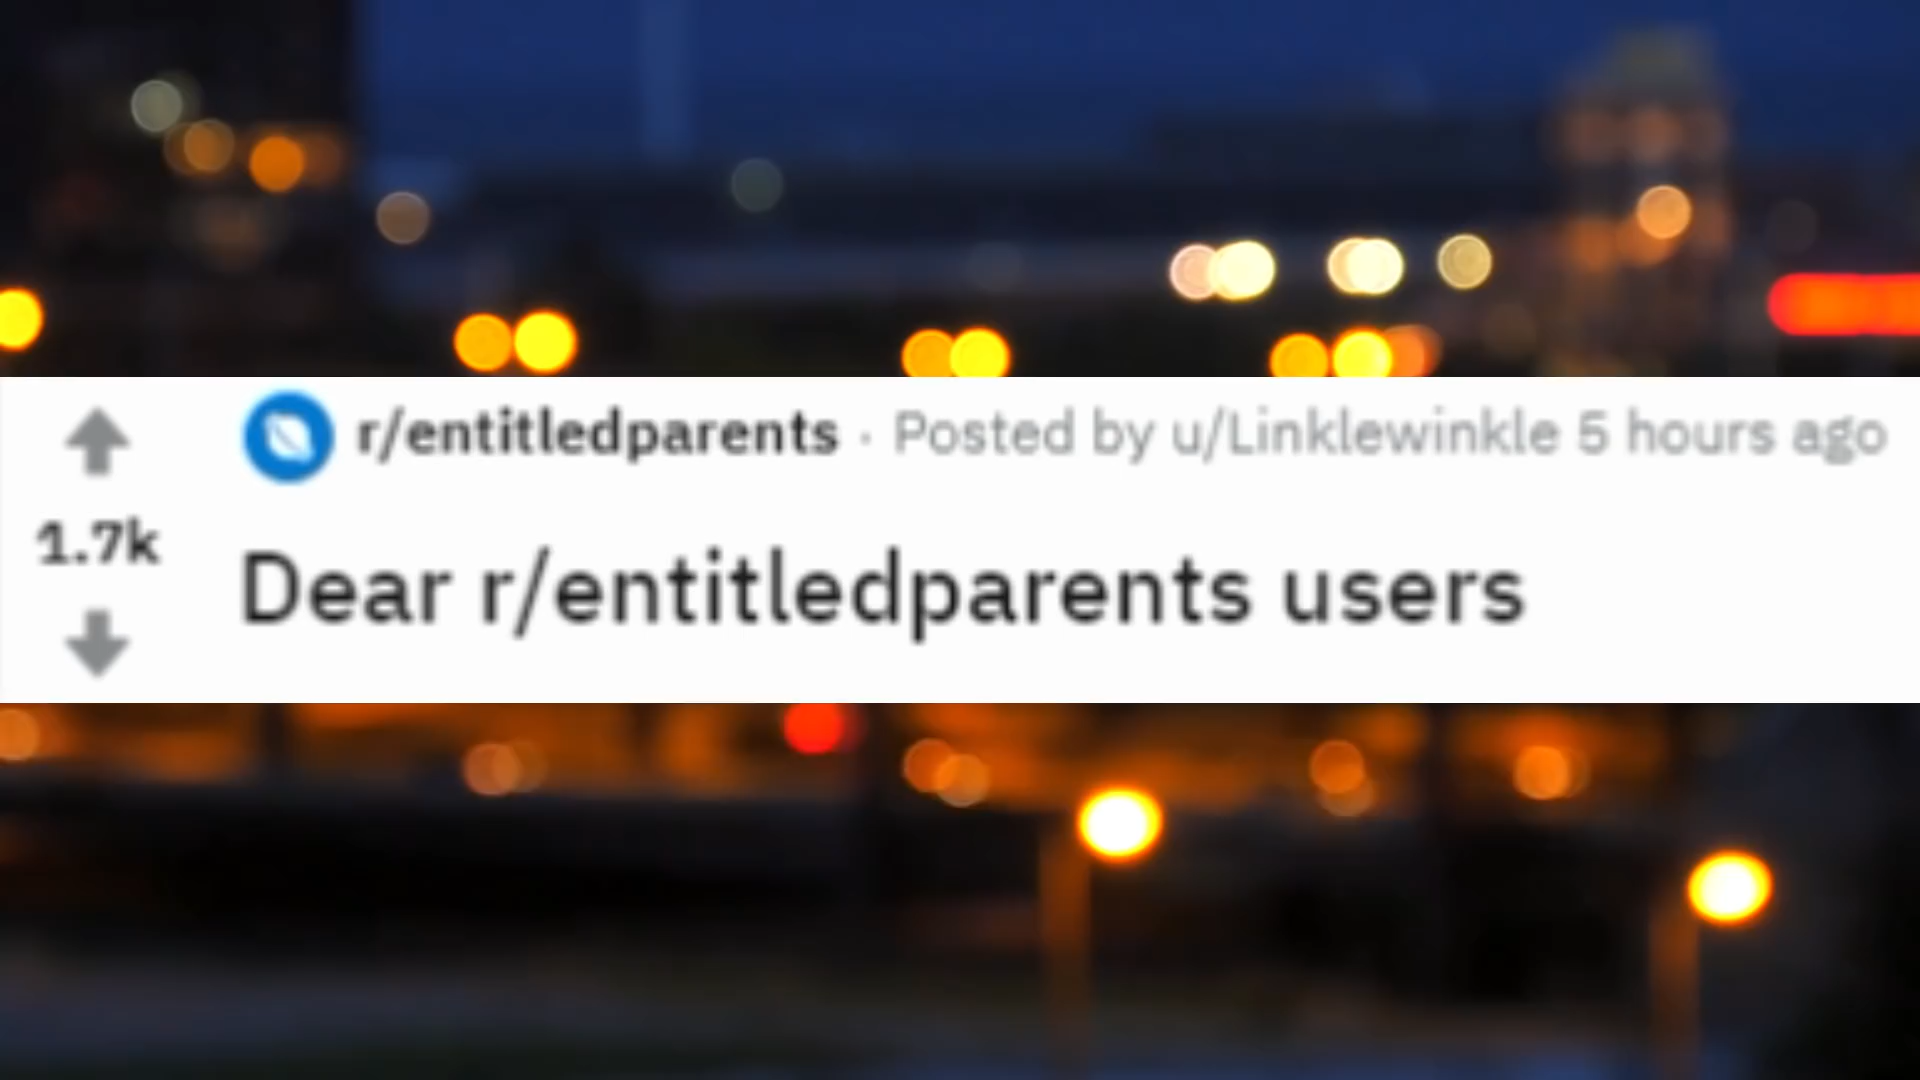 r/entitledparents · Posted by u/Linklewinkle 5 hours ago
1.7k
Dear r/entitledparents users